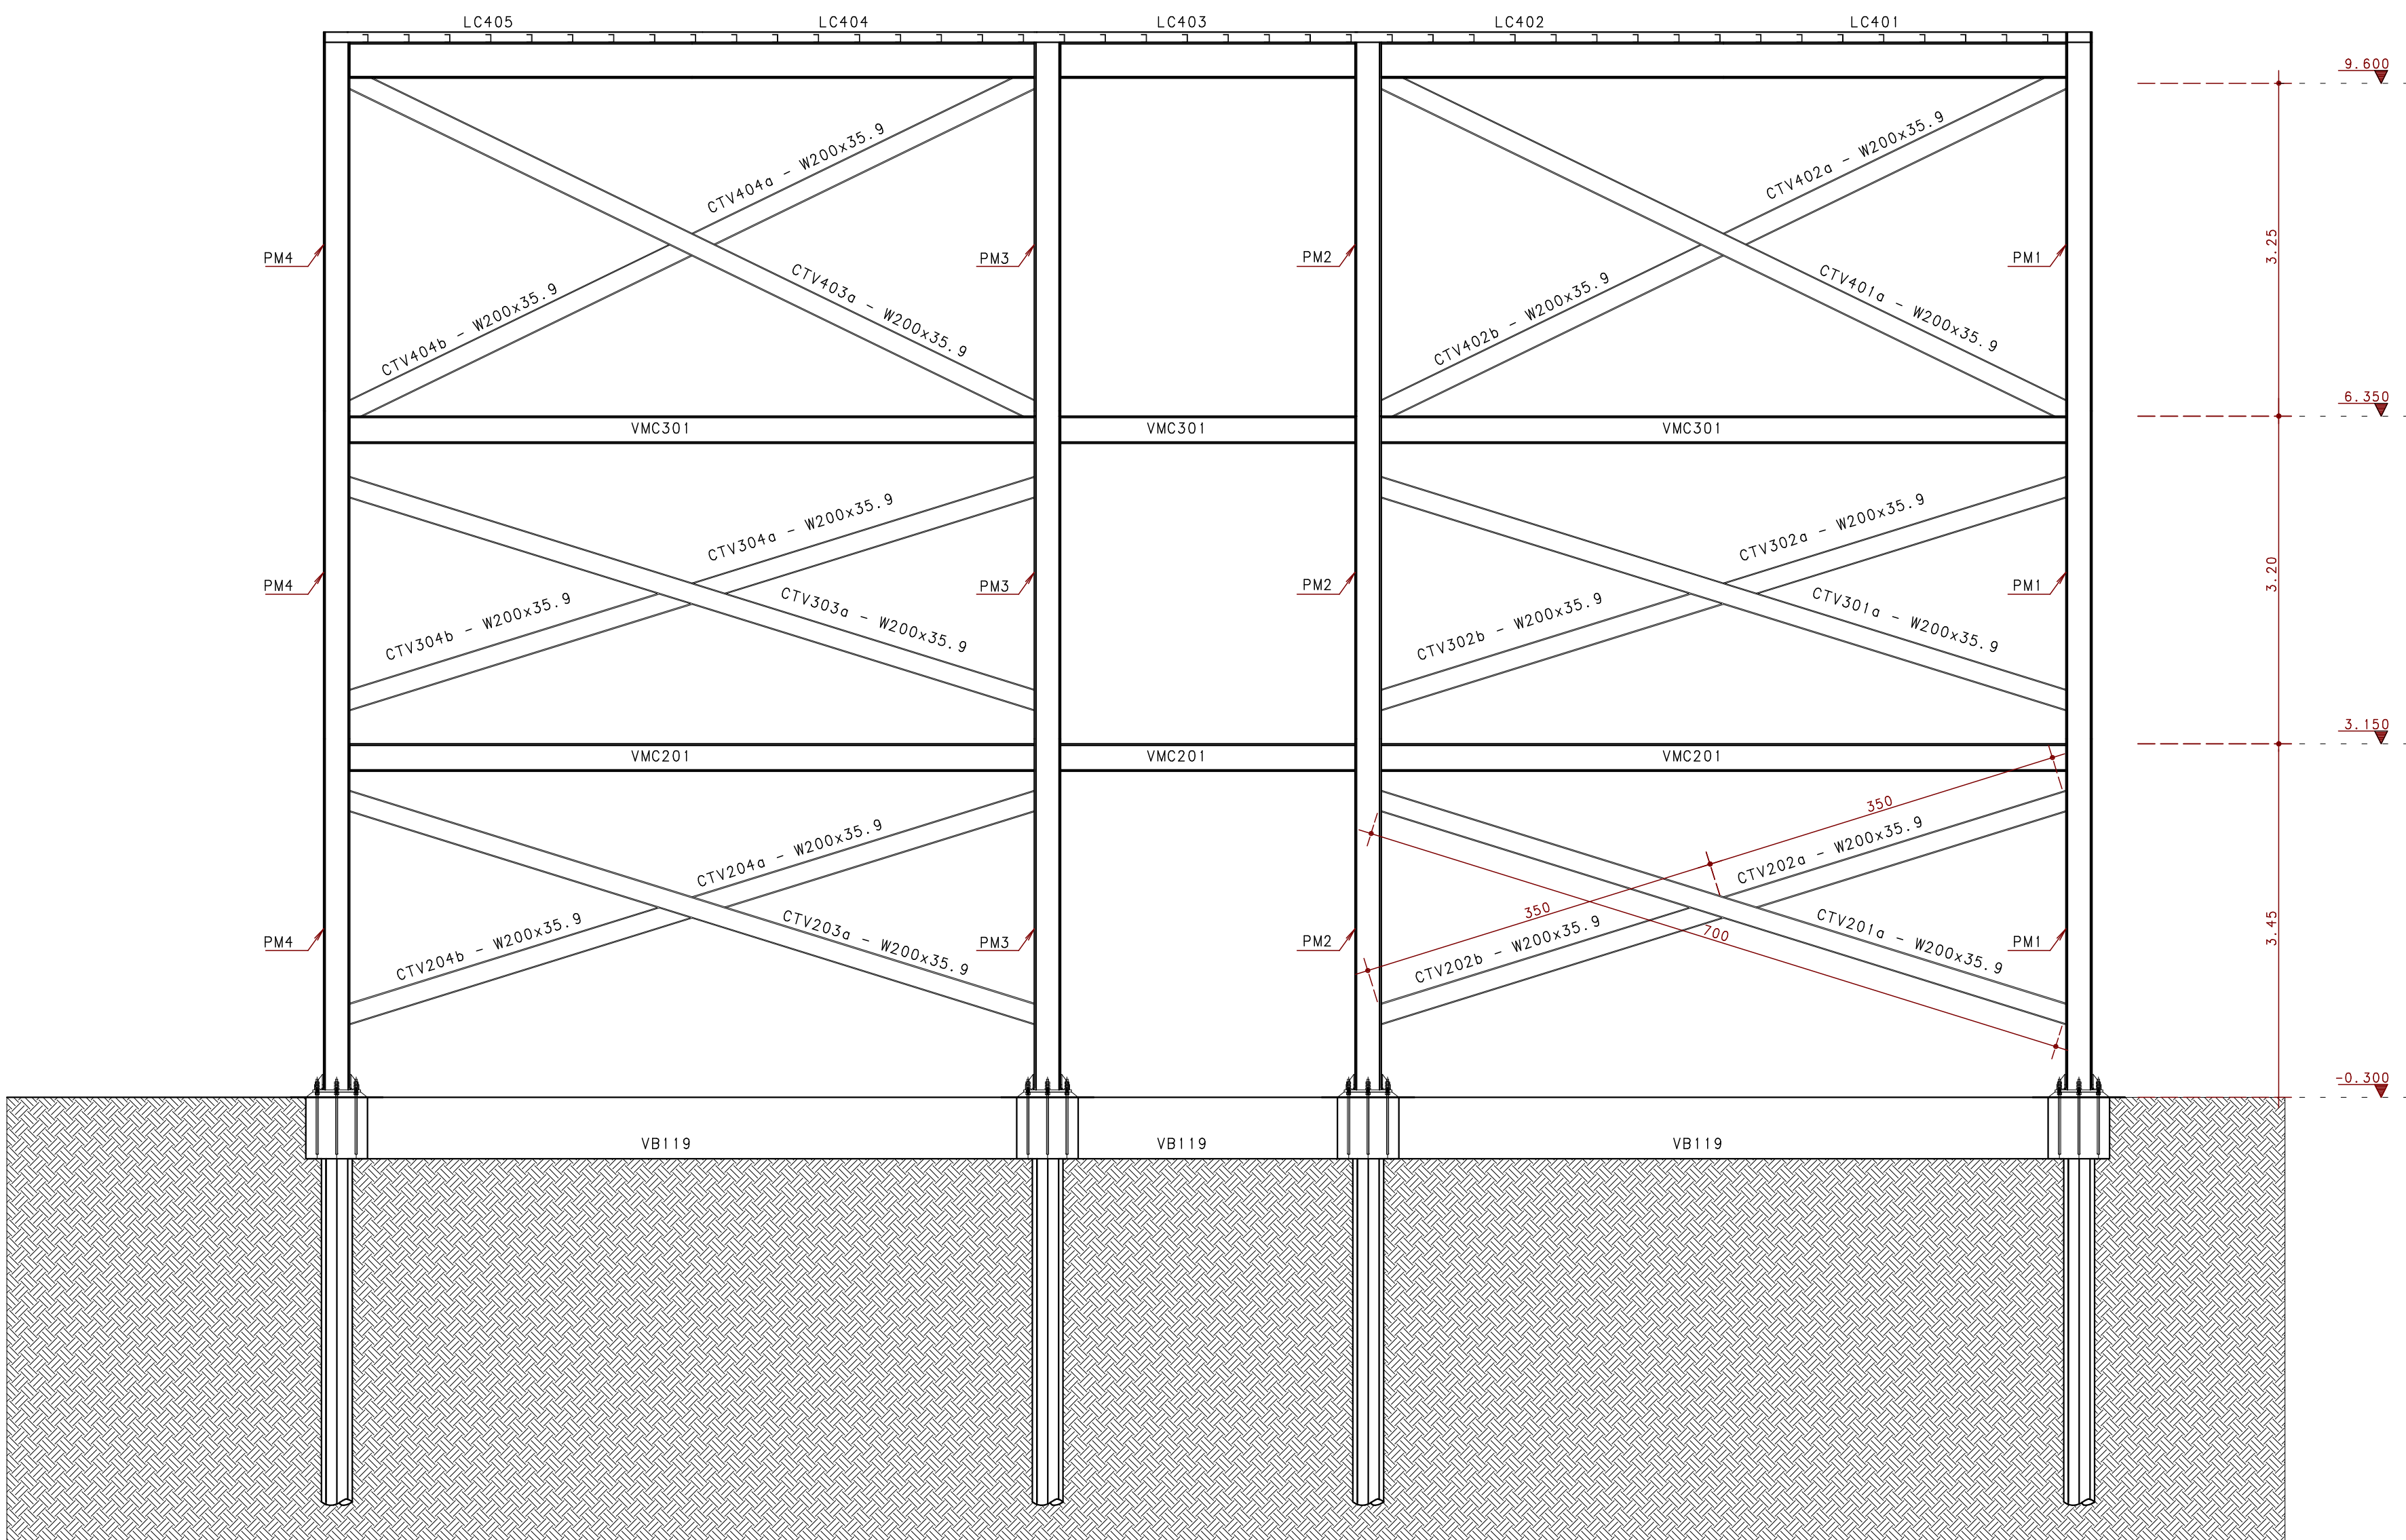 LC405
LC404
LC403
LC402
LC401
9.600
CTV404a - W200x35.9
CTV402a - W200x35.9
PM4
PM3
PM2
PM1
3.25
CTV403a - W200x35.9
CTV401a - W200x35.9
CTV404b - W200x35.9
CTV402b - W200x35.9
6.350
VMC301
VMC301
VMC301
CTV304a - W200x35.9
CTV302a - W200x35.9
PM4
PM3
PM2
PM1
3.20
CTV304b - W200x35.9
CTV303a - W200x35.9
CTV302b - W200x35.9
CTV301a - W200x35.9
3.150
VMC201
VMC201
VMC201
350
CTV204a - W200x35.9
CTV202a - W200x35.9
350
700
PM4
PM3
PM2
PM1
3.45
CTV204b - W200x35.9
CTV203a - W200x35.9
CTV202b - W200x35.9
CTV201a - W200x35.9
-0.300
VB119
VB119
VB119